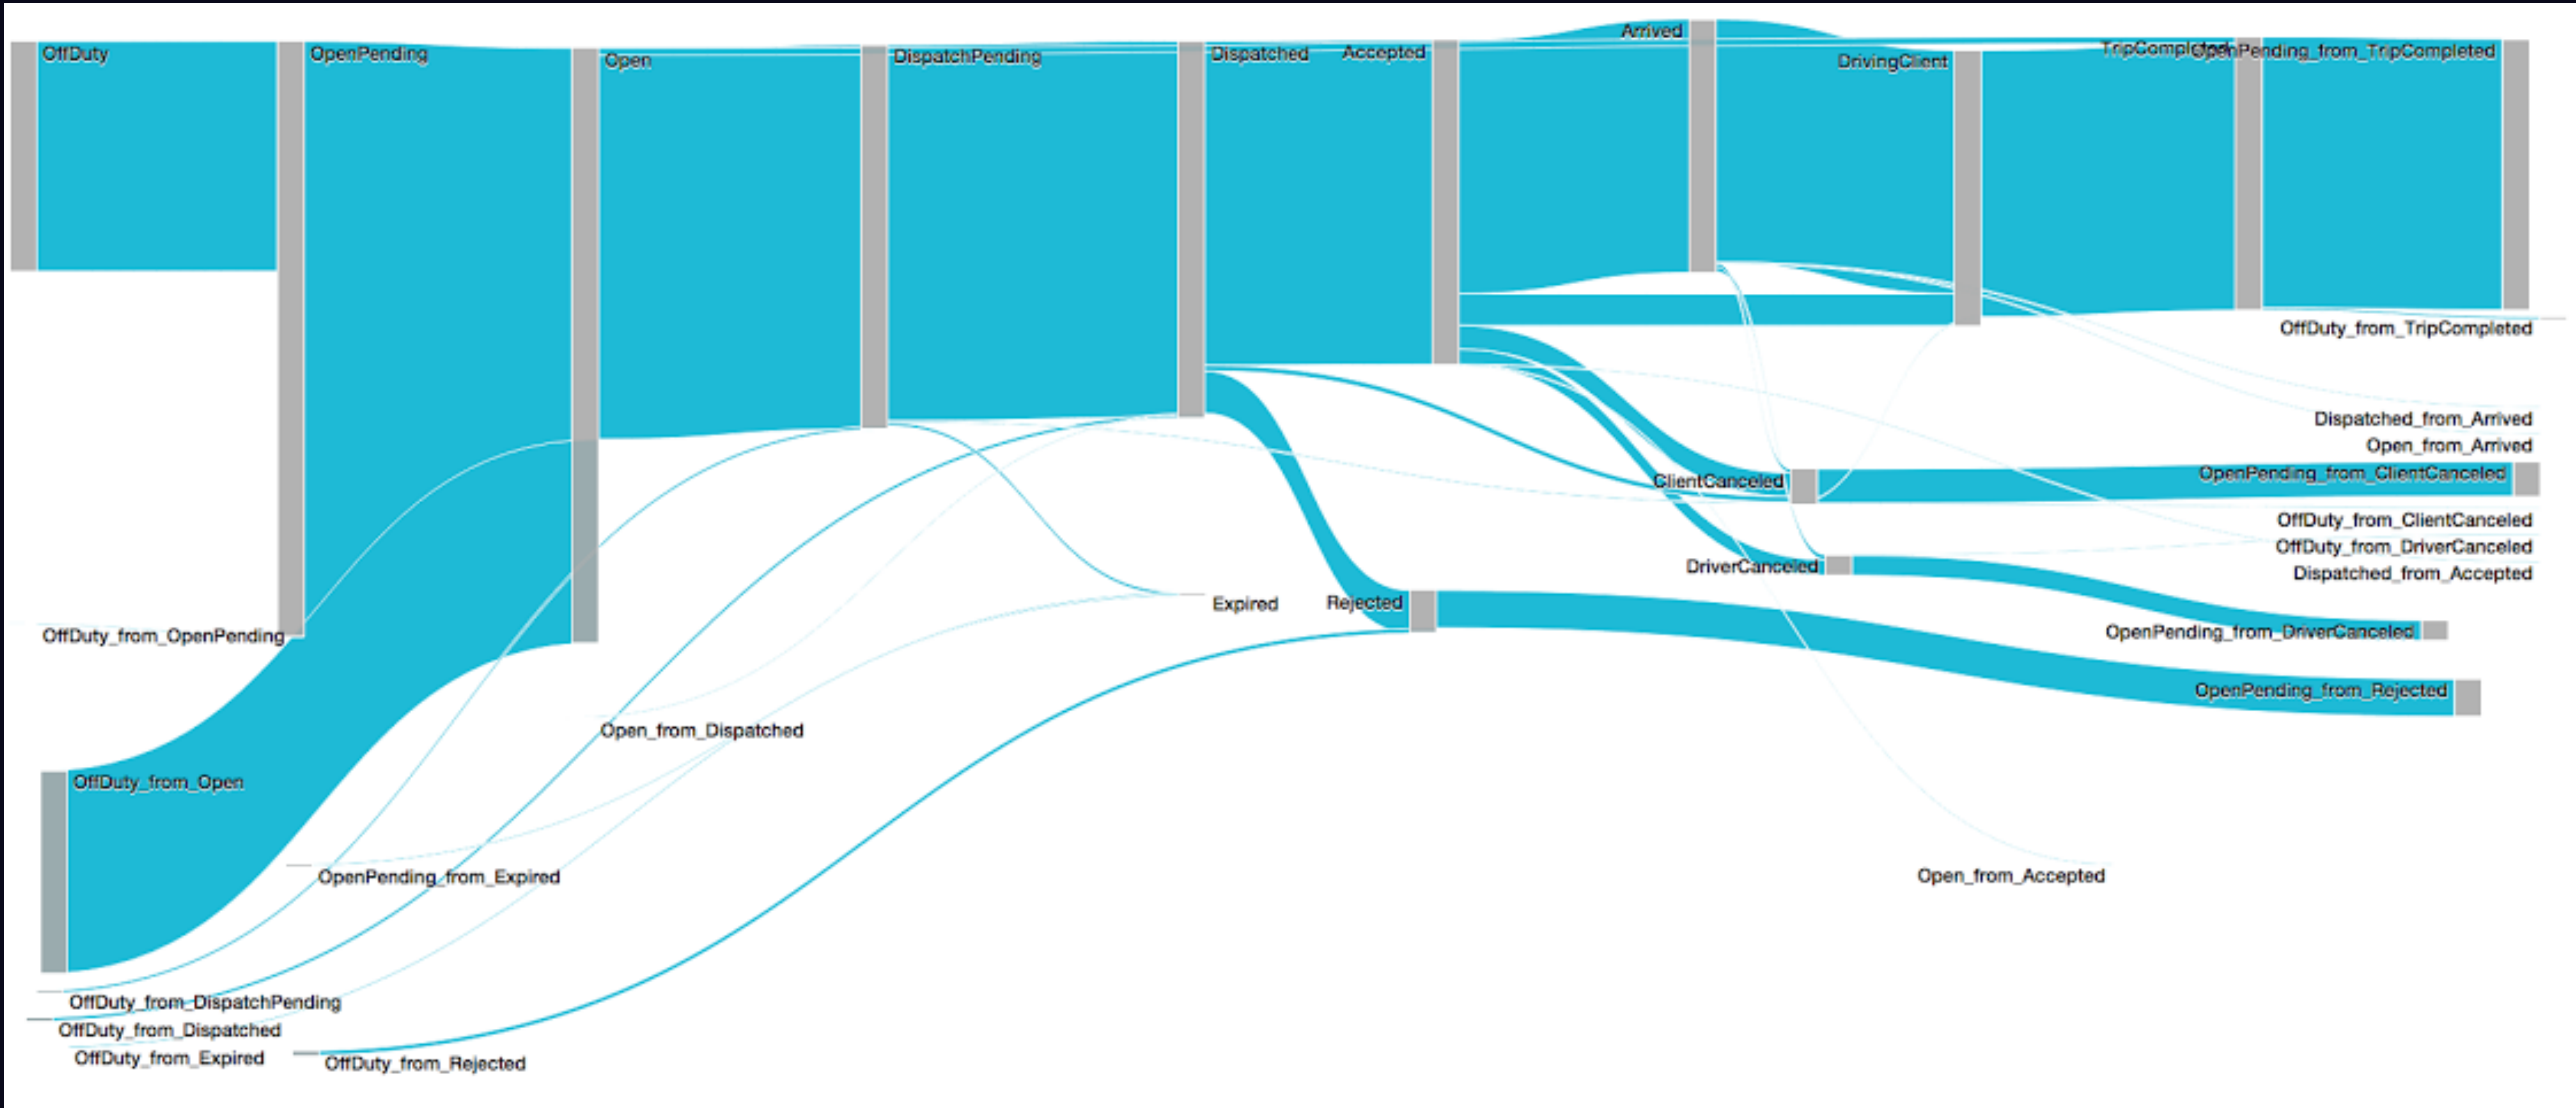 OffDuty
OpenPending
Open
DispatchPending
Dispatched
Accepted
Arrived
DrivingClient
TripCompleted
OpenPending_from_TripCompleted
OffDuty_from_TripCompleted
Dispatched_from_Arrived
Open_from_Arrived
ClientCanceled
OpenPending_from_ClientCanceled
OffDuty_from_ClientCanceled
OffDuty_from_DriverCanceled
DriverCanceled
Dispatched_from_Accepted
Expired
Rejected
OffDuty_from_OpenPending
OpenPending_from_DriverCanceled
OpenPending_from_Rejected
Open_from_Dispatched
OffDuty_from_Open
OpenPending_from_Expired
Open_from_Accepted
OffDuty_from_DispatchPending
OffDuty_from_Dispatched
OffDuty_from_Expired
OffDuty_from_Rejected